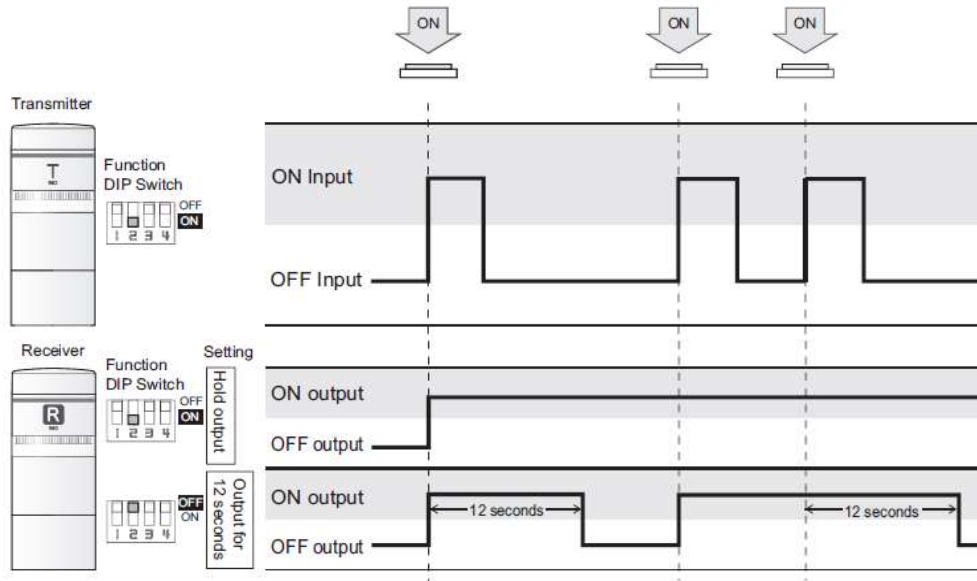 ON ON ON
Transmitter
T
Function
DIP Switch
OFF
ON
1 2 3 4
ON Input
OFF Input
Receiver
R
Function
DIP Switch
Setting
OFF
ON
1 2 3 4
Hold output
ON output
OFF output
OFF
ON
1 2 3 4
Output for
12 seconds
ON output
12 seconds
12 seconds
OFF output